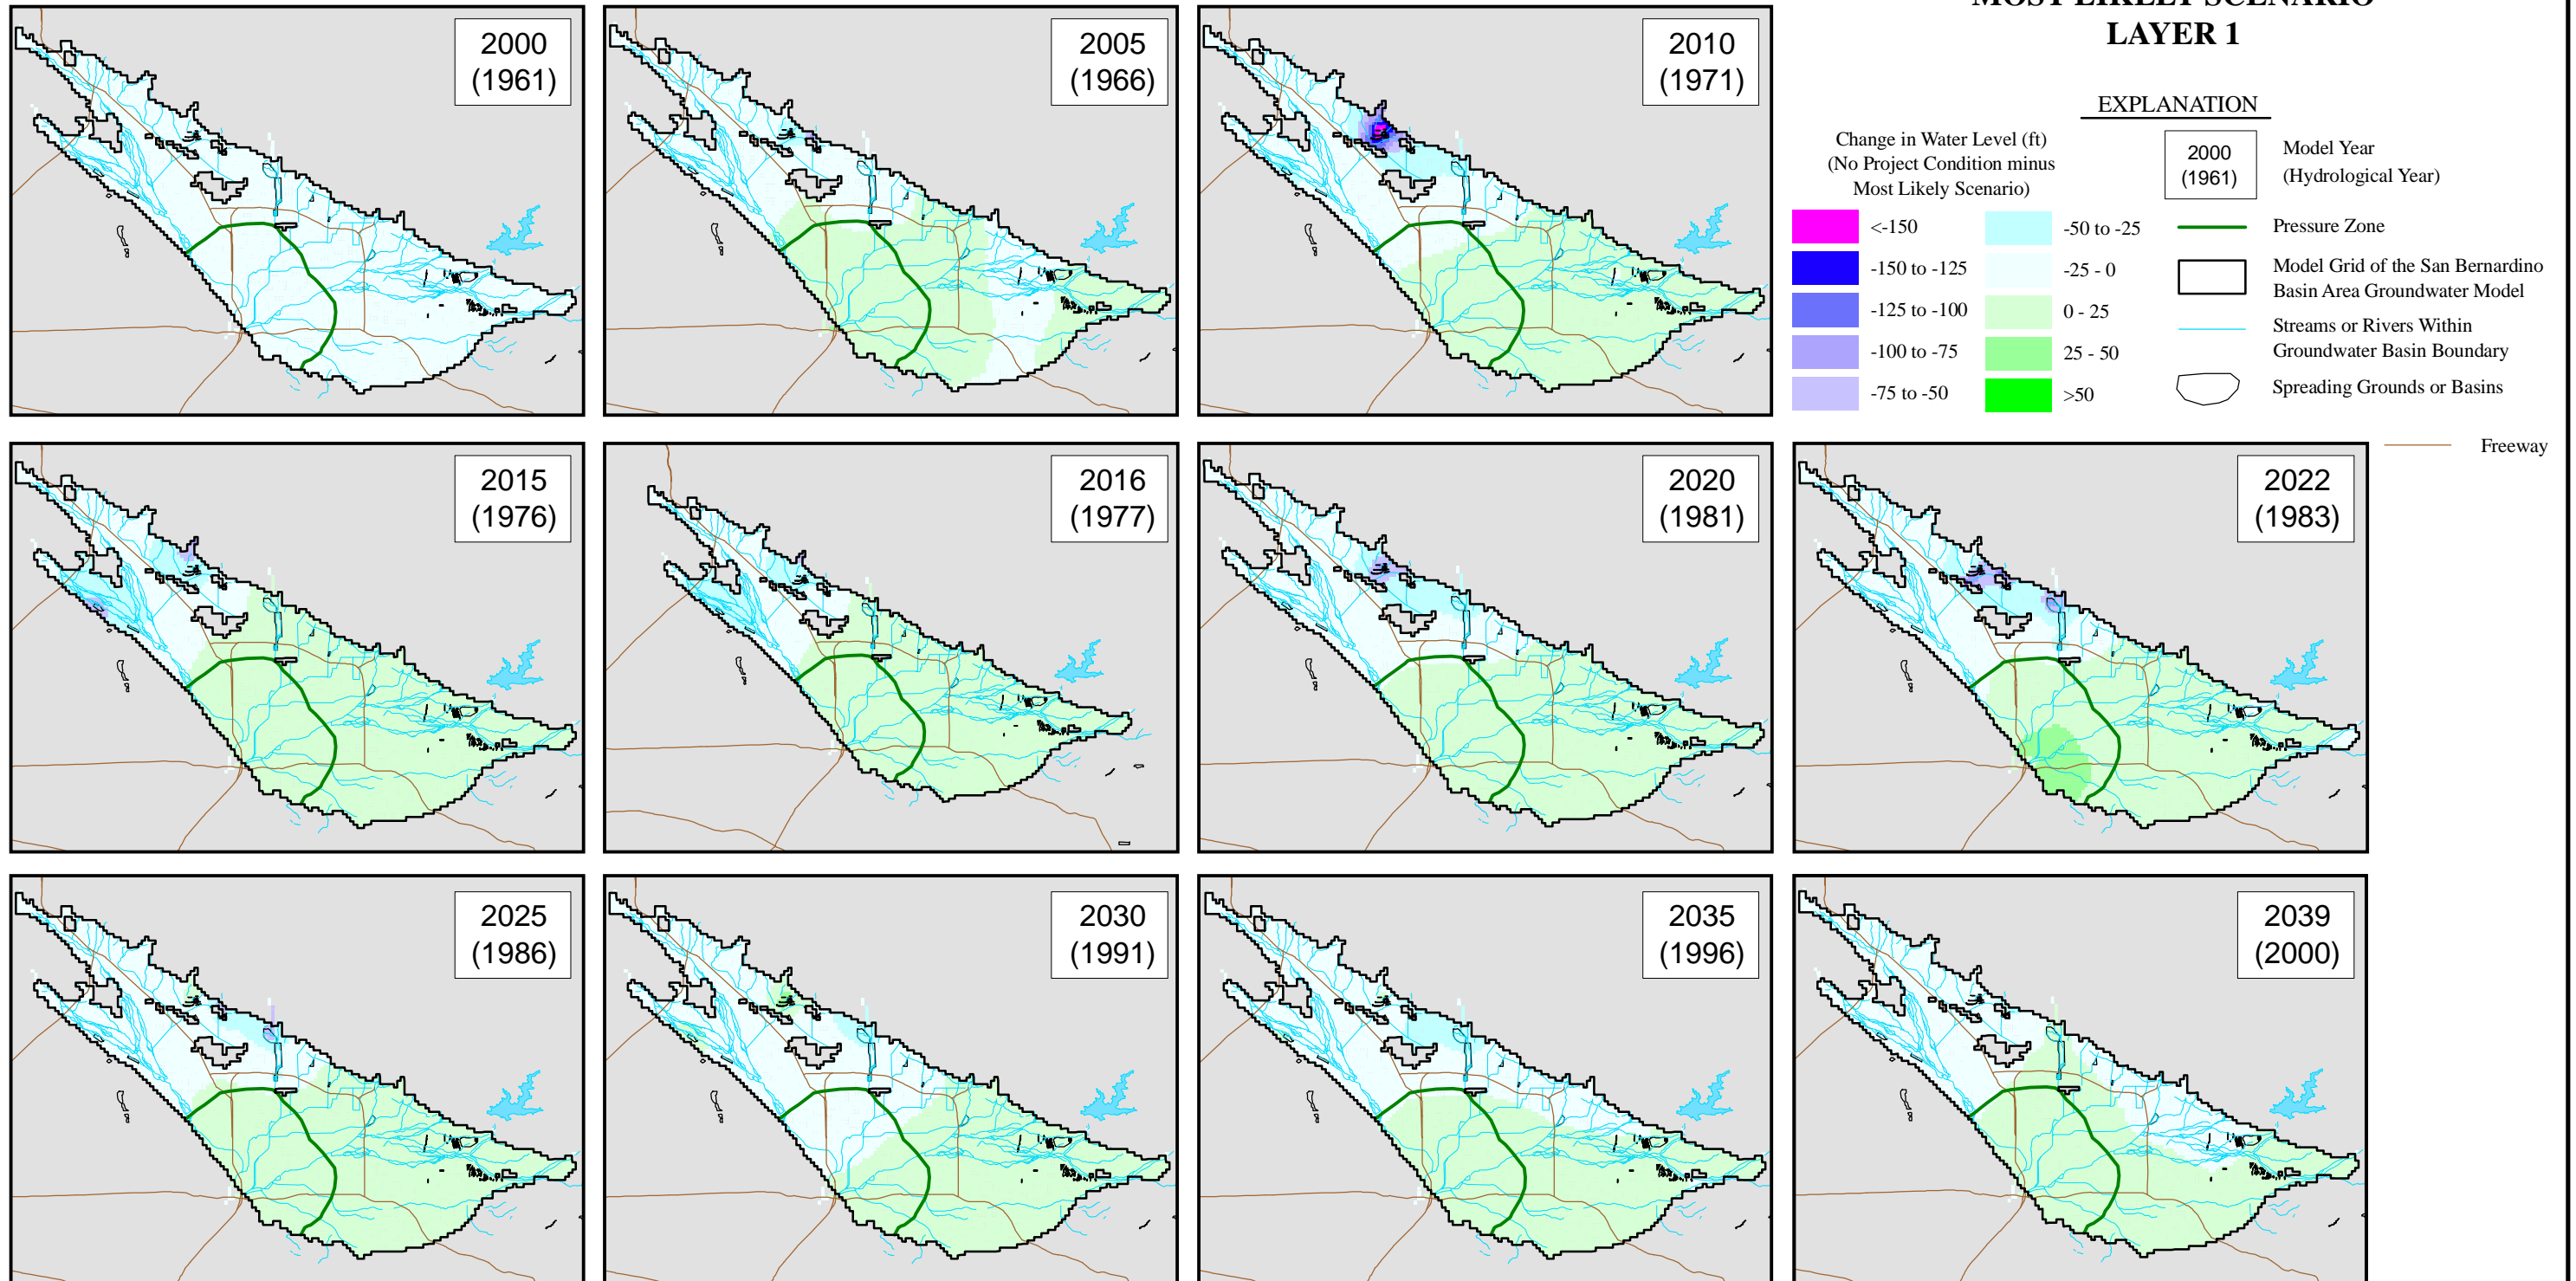 MOST LIKELY SCENARIO
LAYER 1
2000
(1961)
2005
(1966)
2010
(1971)
EXPLANATION
Change in Water Level (ft)
(No Project Condition minus
Most Likely Scenario)
<-150
-150 to -125
-125 to -100
-100 to -75
-75 to -50
-50 to -25
-25 - 0
0 - 25
25 - 50
>50
2000
(1961)
Model Year
(Hydrological Year)
Pressure Zone
Model Grid of the San Bernardino
Basin Area Groundwater Model
Streams or Rivers Within
Groundwater Basin Boundary
Spreading Grounds or Basins
Freeway
2015
(1976)
2016
(1977)
2020
(1981)
2022
(1983)
2025
(1986)
2030
(1991)
2035
(1996)
2039
(2000)